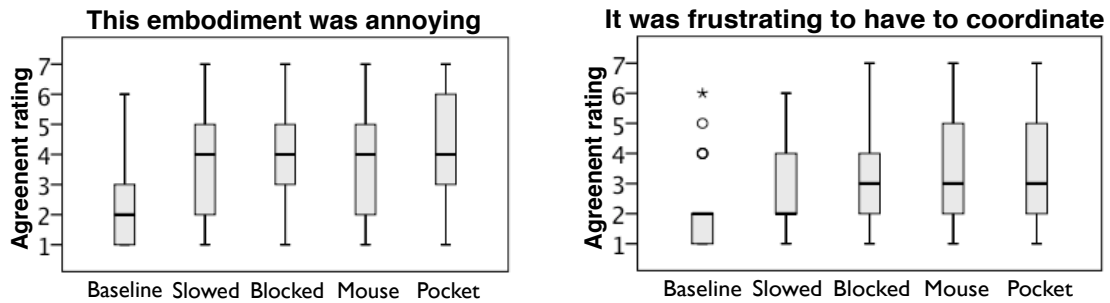 This embodiment was annoying
Agreenent rating
7
6
5
4
3
2
1
Baseline Slowed Blocked Mouse Pocket
It was frustrating to have to coordinate
Agreenent rating
7
6
5
4
3
2
1
Baseline Slowed Blocked Mouse Pocket